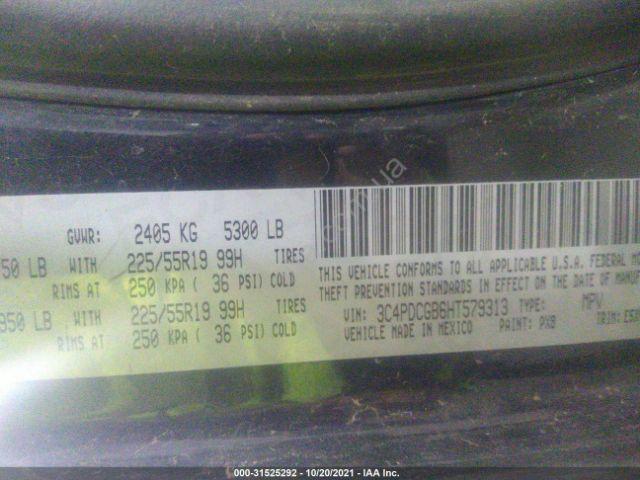 GVWR: 2405 KG 5300 LB
50 LB WITH 225/55R19 99H TIRES
RIMS AT 250 KPA ( 36 PSI) COLD
950 LB WITH 225/55R19 99H TIRES
RIMS AT 250 KPA ( 36 PSI) COLD
THIS VEHICLE CONFORMS TO ALL APPLICABLE U.S.A. FEDERAL MO
THEFT PREVENTION STANDARDS IN EFFECT ON THE DATE OF MANU
VIN: 3C4PDCGB6HT579313 TYPE: MPV
VEHICLE MADE IN MEXICO PAINT: PX8 TRIM:
000-31525292 - 10/20/2021 - IAA Inc.